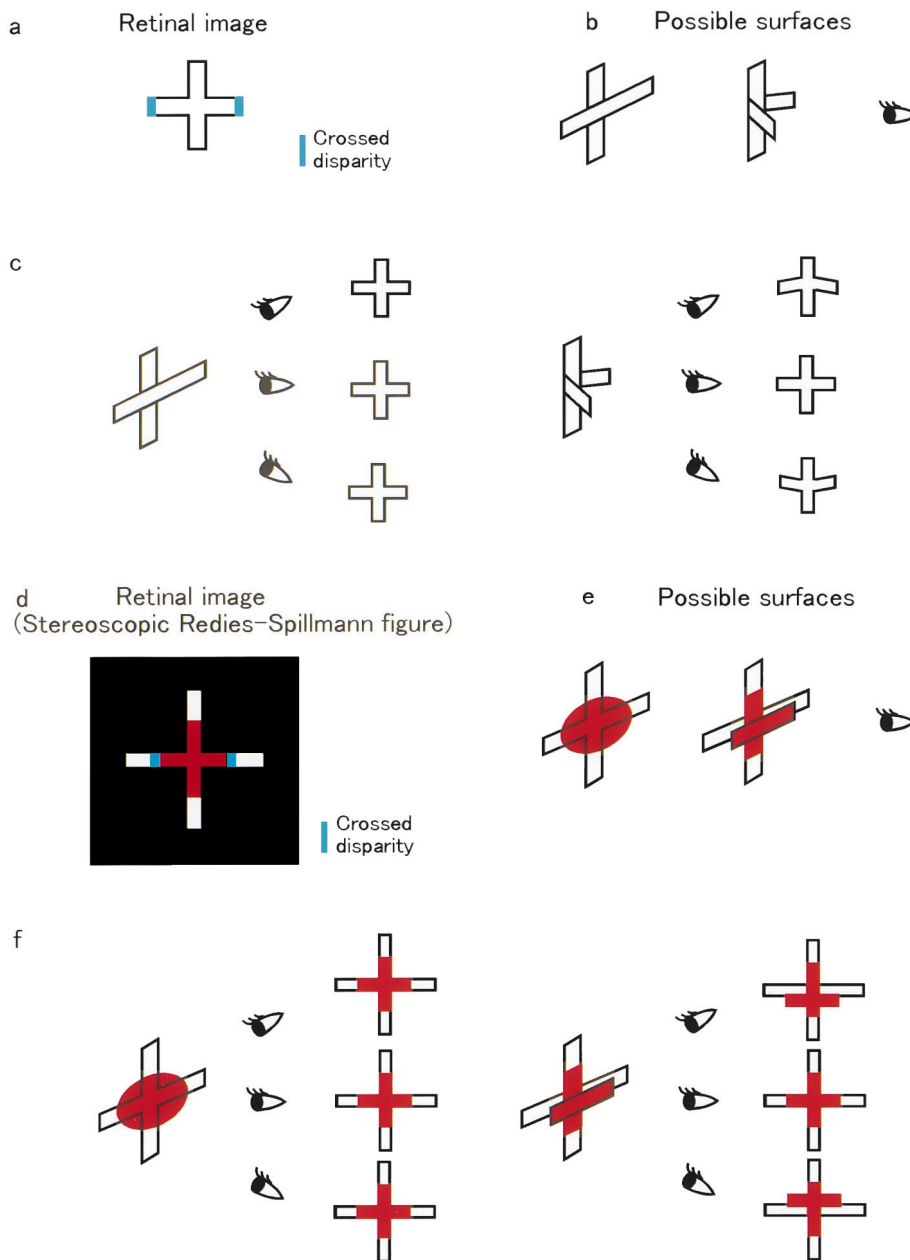 a
Retinal image
Crossed
disparity
b
Possible surfaces
c
d
Retinal image
(Stereoscopic Redies-Spillmann figure)
Crossed
disparity
e
Possible surfaces
f